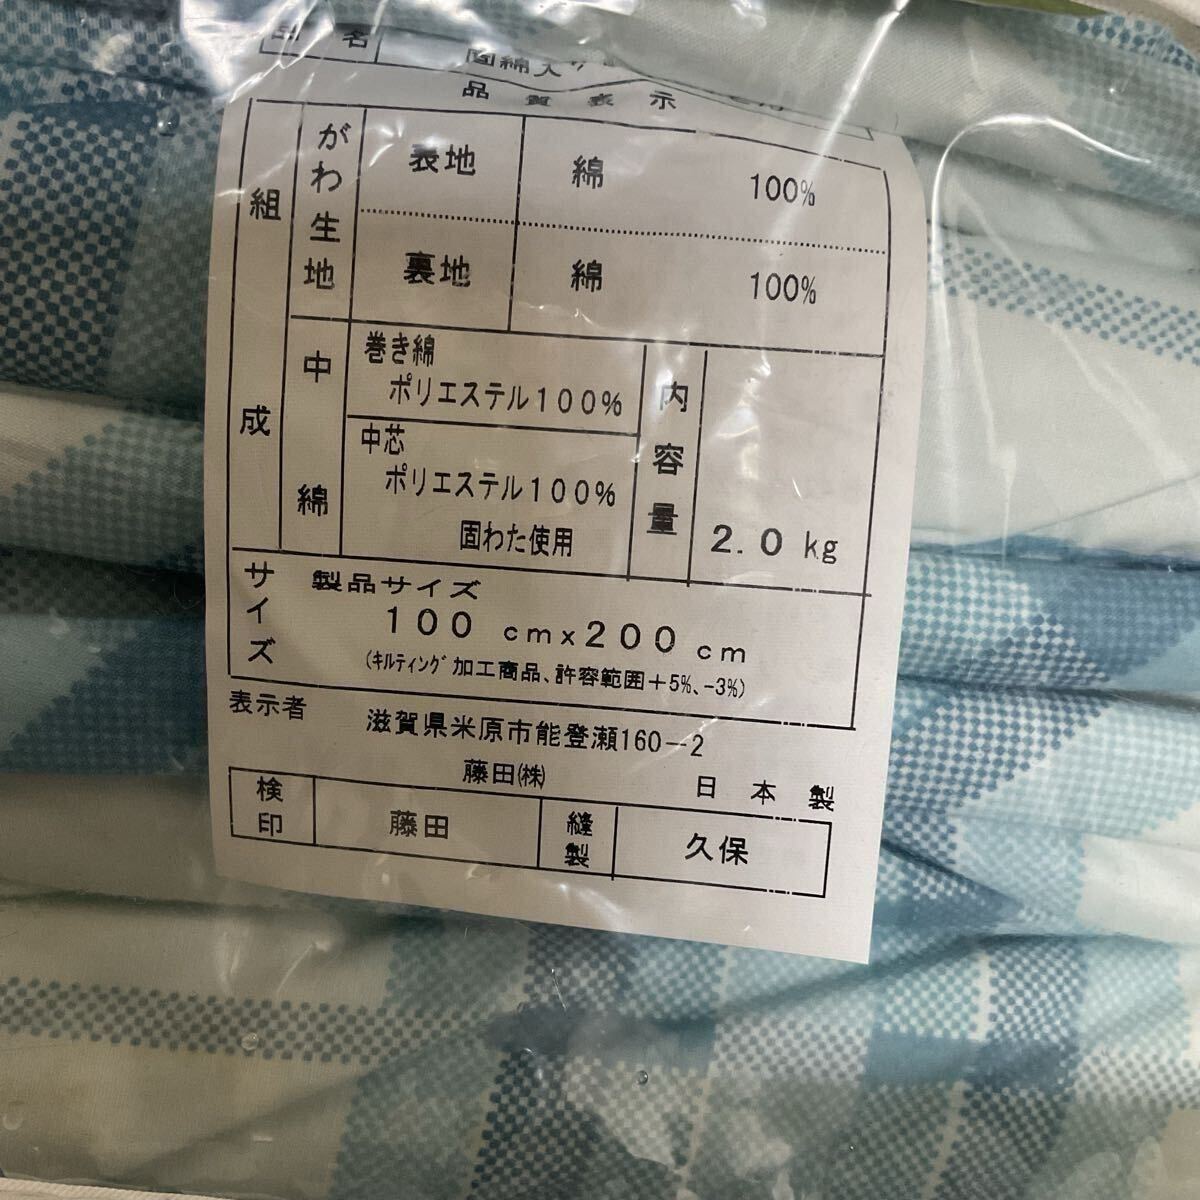 品 名 固綿入
品 質 表 示
組成
がわ生地
表地 綿 100%
裏地 綿 100%
中綿
巻き綿
ポリエステル100%
中芯
ポリエステル100%
固わた使用
内容量
2.0 kg
サイズ
製品サイズ
100 cm×200 cm
(キルティング加工商品、許容範囲+5%、-3%)
表示者 滋賀県米原市能登瀬160-2
藤田㈱ 日 本 製
検印 藤田 縫製 久保